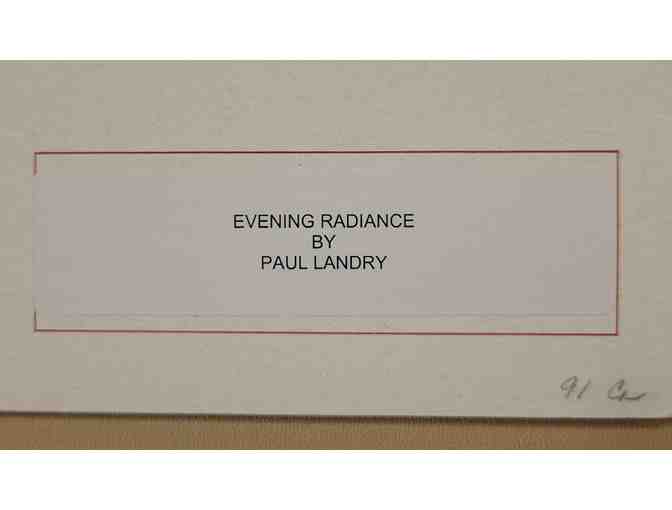 EVENING RADIANCE
BY
PAUL LANDRY
91